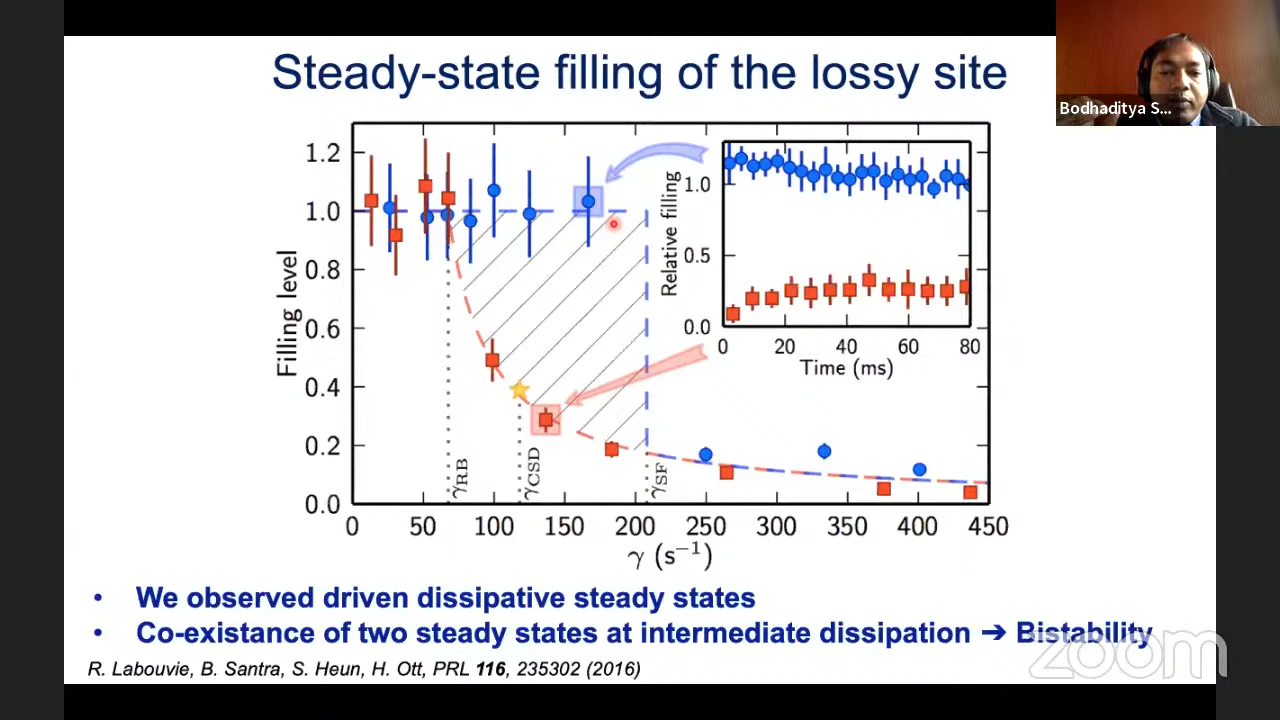 Steady-state filling of the lossy site
Bodhaditya S...
Filling level
1.2
1.0
0.8
0.6
0.4
0.2
0.0
0 50 100 150 200 250 300 350 400 450
γ (s⁻¹)
γRB
γCSD
γSF
Relative filling
1.0
0.5
0.0
0 20 40 60 80
Time (ms)
• We observed driven dissipative steady states
• Co-existance of two steady states at intermediate dissipation ➔ Bistability
R. Labouvie, B. Santra, S. Heun, H. Ott, PRL 116, 235302 (2016)
zoom